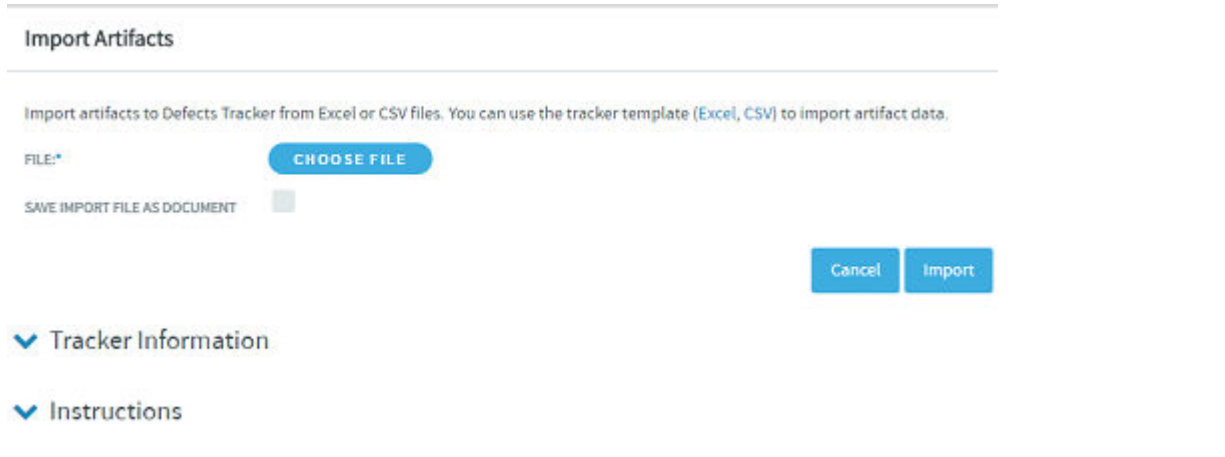 Import Artifacts
Import artifacts to Defects Tracker from Excel or CSV files. You can use the tracker template (Excel, CSV) to import artifact data.
FILE:* CHOOSE FILE
SAVE IMPORT FILE AS DOCUMENT
Cancel Import
Tracker Information
Instructions